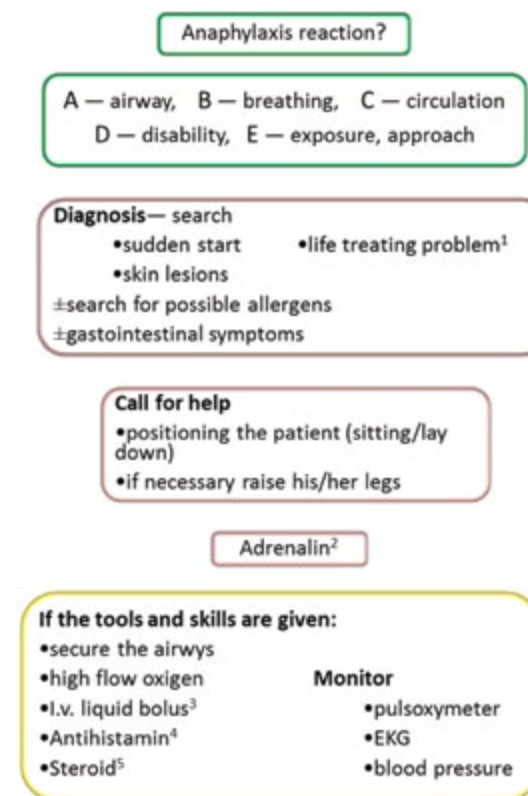 Anaphylaxis reaction?
A — airway, B — breathing, C — circulation
D — disability, E — exposure, approach
Diagnosis— search
•sudden start •life treating problem¹
•skin lesions
±search for possible allergens
±gastointestinal symptoms
Call for help
•positioning the patient (sitting/lay
down)
•if necessary raise his/her legs
Adrenalin²
If the tools and skills are given:
•secure the airwys
•high flow oxigen
•I.v. liquid bolus³
•Antihistamin⁴
•Steroid⁵
Monitor
•pulsoxymeter
•EKG
•blood pressure